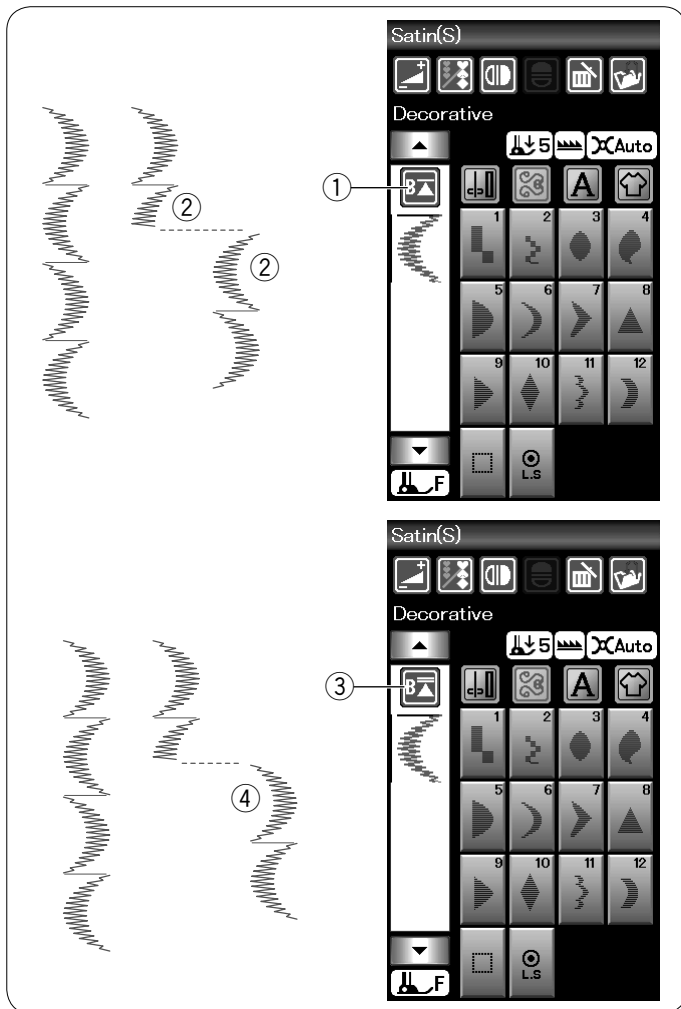 Satin(S)
Decorative
5 Auto
① B
1 2 3 4
②
②
5 6 7 8
9 10 11 12
L.S
F
Satin(S)
Decorative
5 Auto
③ B
1 2 3 4
④
5 6 7 8
9 10 11 12
L.S
F